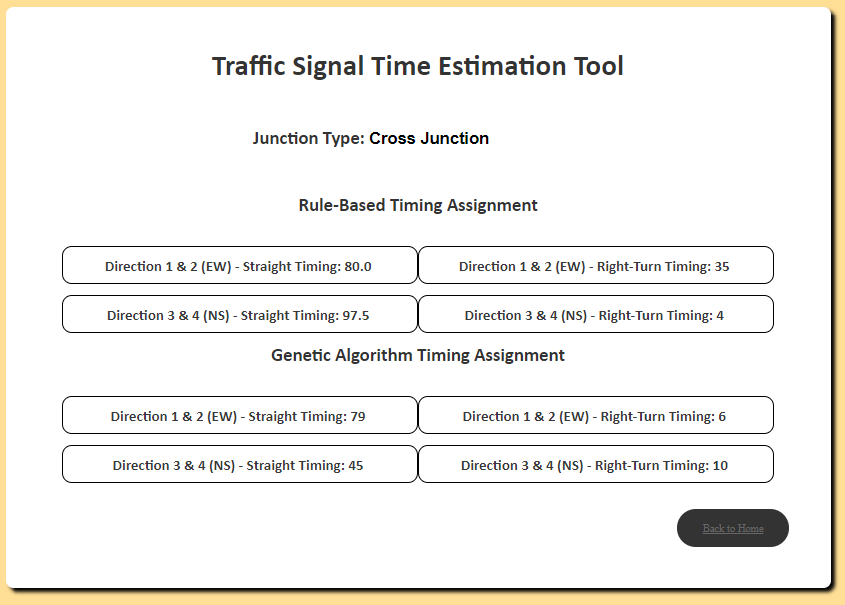 Traffic Signal Time Estimation Tool
Junction Type: Cross Junction
Rule-Based Timing Assignment
Direction 1 & 2 (EW) - Straight Timing: 80.0
Direction 1 & 2 (EW) - Right-Turn Timing: 35
Direction 3 & 4 (NS) - Straight Timing: 97.5
Direction 3 & 4 (NS) - Right-Turn Timing: 4
Genetic Algorithm Timing Assignment
Direction 1 & 2 (EW) - Straight Timing: 79
Direction 1 & 2 (EW) - Right-Turn Timing: 6
Direction 3 & 4 (NS) - Straight Timing: 45
Direction 3 & 4 (NS) - Right-Turn Timing: 10
Back to Home